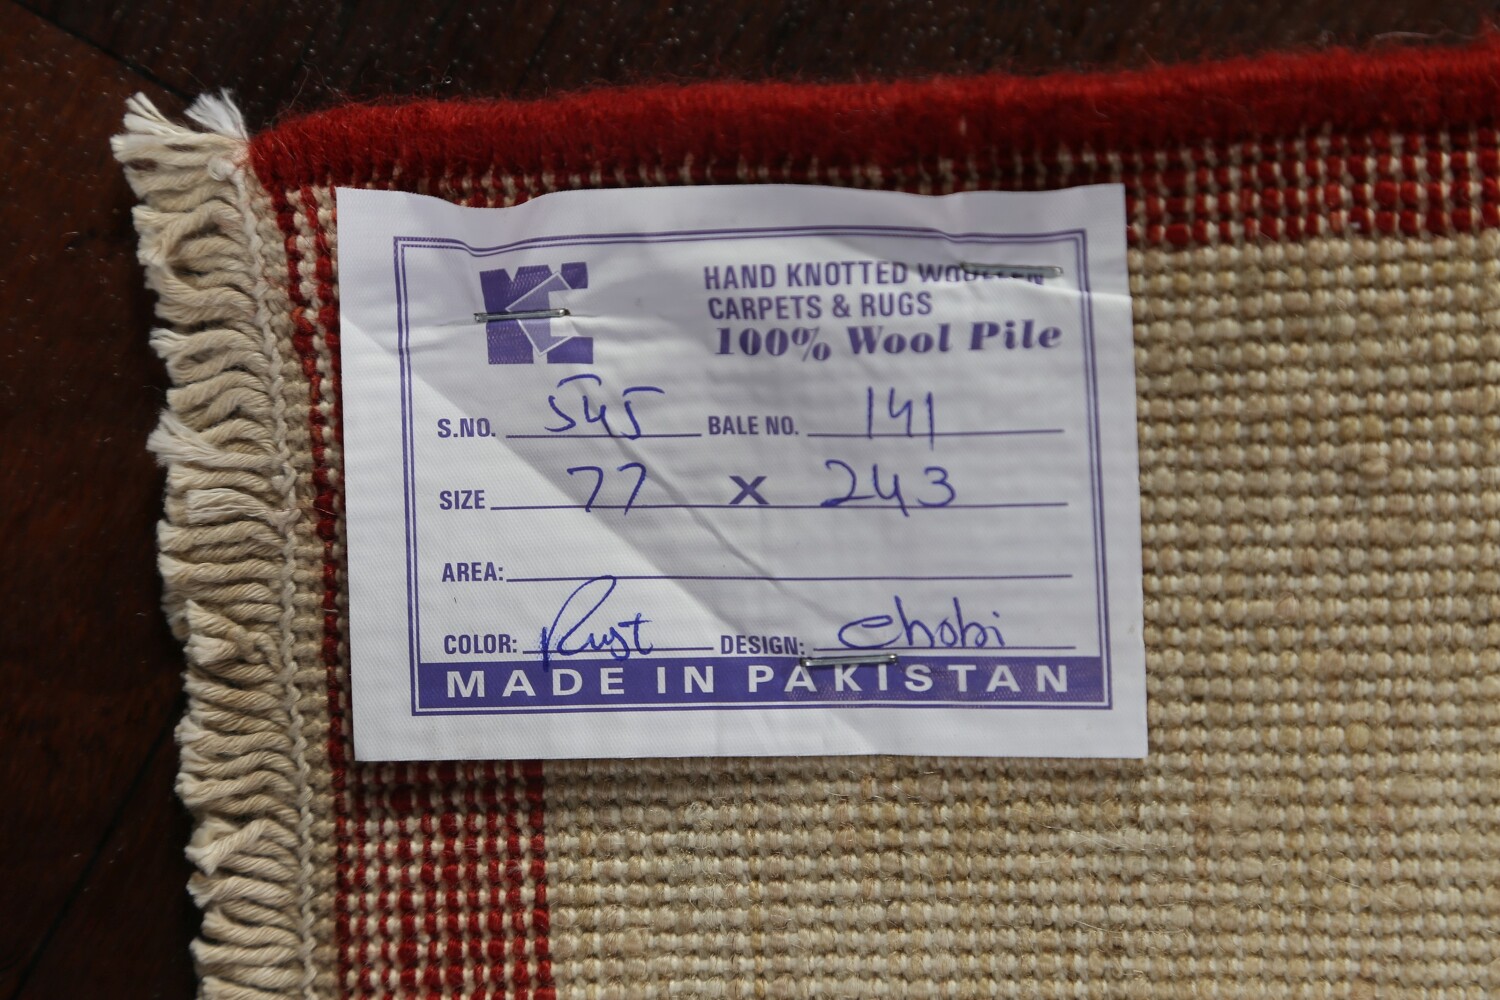 HAND KNOTTED WOOLLEN
CARPETS & RUGS
100% Wool Pile
S.NO. 545 BALE NO. 141
SIZE 77 X 243
AREA:
COLOR: Rust DESIGN: Chobi
MADE IN PAKISTAN